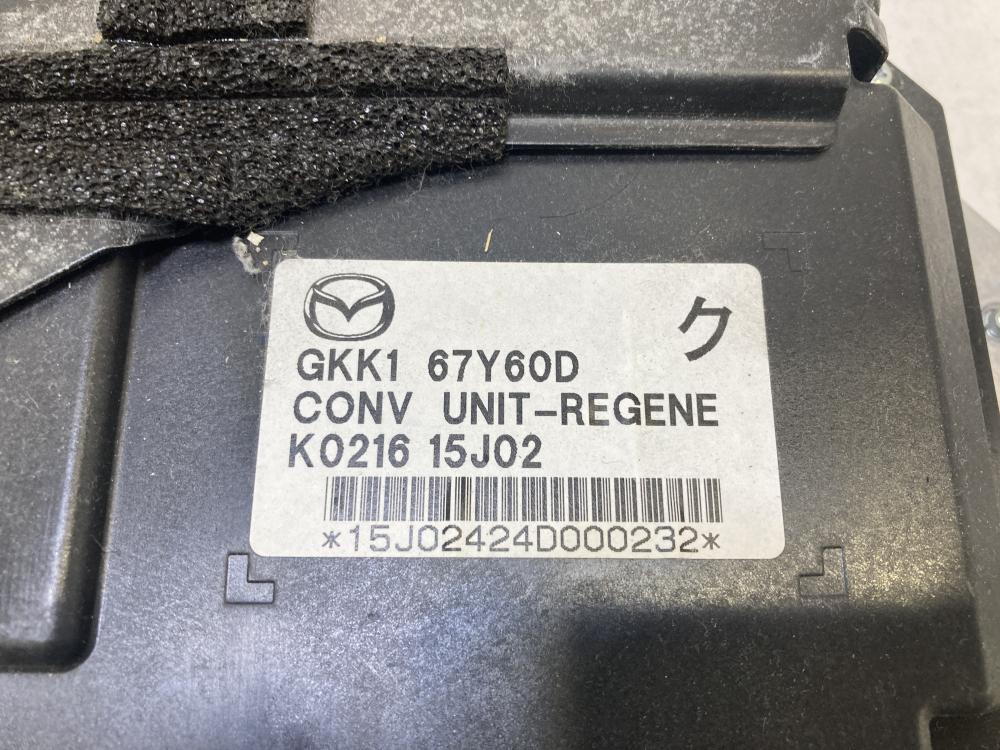 ク
GKK1 67Y60D
CONV UNIT-REGENE
K0216 15J02
*15J02424D000232*